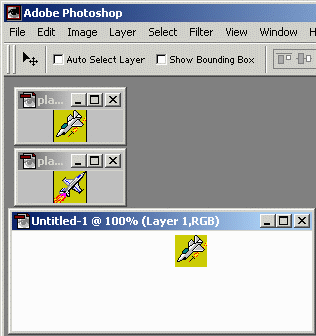 Adobe Photoshop
File Edit Image Layer Select Filter View Window H
Auto Select Layer Show Bounding Box
pla...
pla...
Untitled-1 @ 100% (Layer 1,RGB)